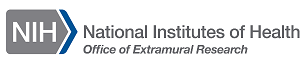 NIH National Institutes of Health
Office of Extramural Research